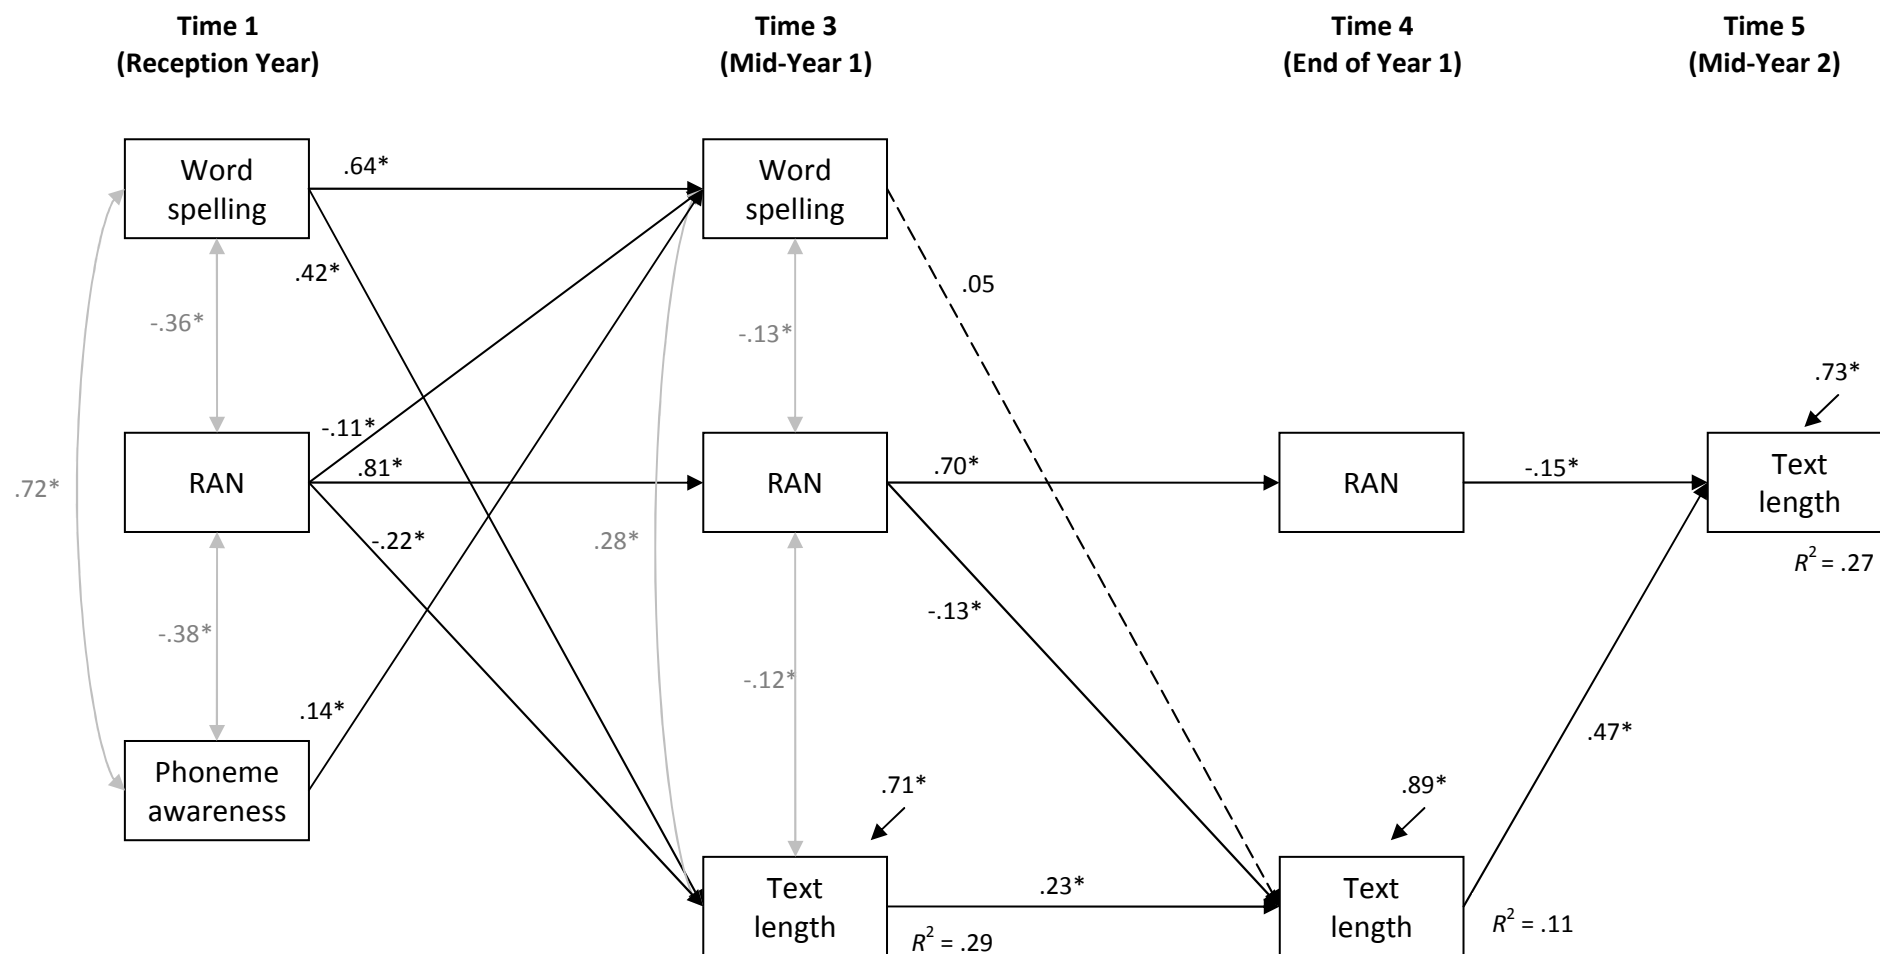 Time 1
(Reception Year)
Time 3
(Mid-Year 1)
Time 4
(End of Year 1)
Time 5
(Mid-Year 2)
Word
spelling
.64*
Word
spelling
.42*
.05
-.36*
-.13*
.73*
-.11*
.72*
RAN
.81*
RAN
.70*
RAN
-.15*
Text
length
R² = .27
-.22*
.28*
-.38*
-.13*
-.12*
.14*
.47*
Phoneme
awareness
.71*
.89*
Text
length
R² = .29
.23*
Text
length
R² = .11